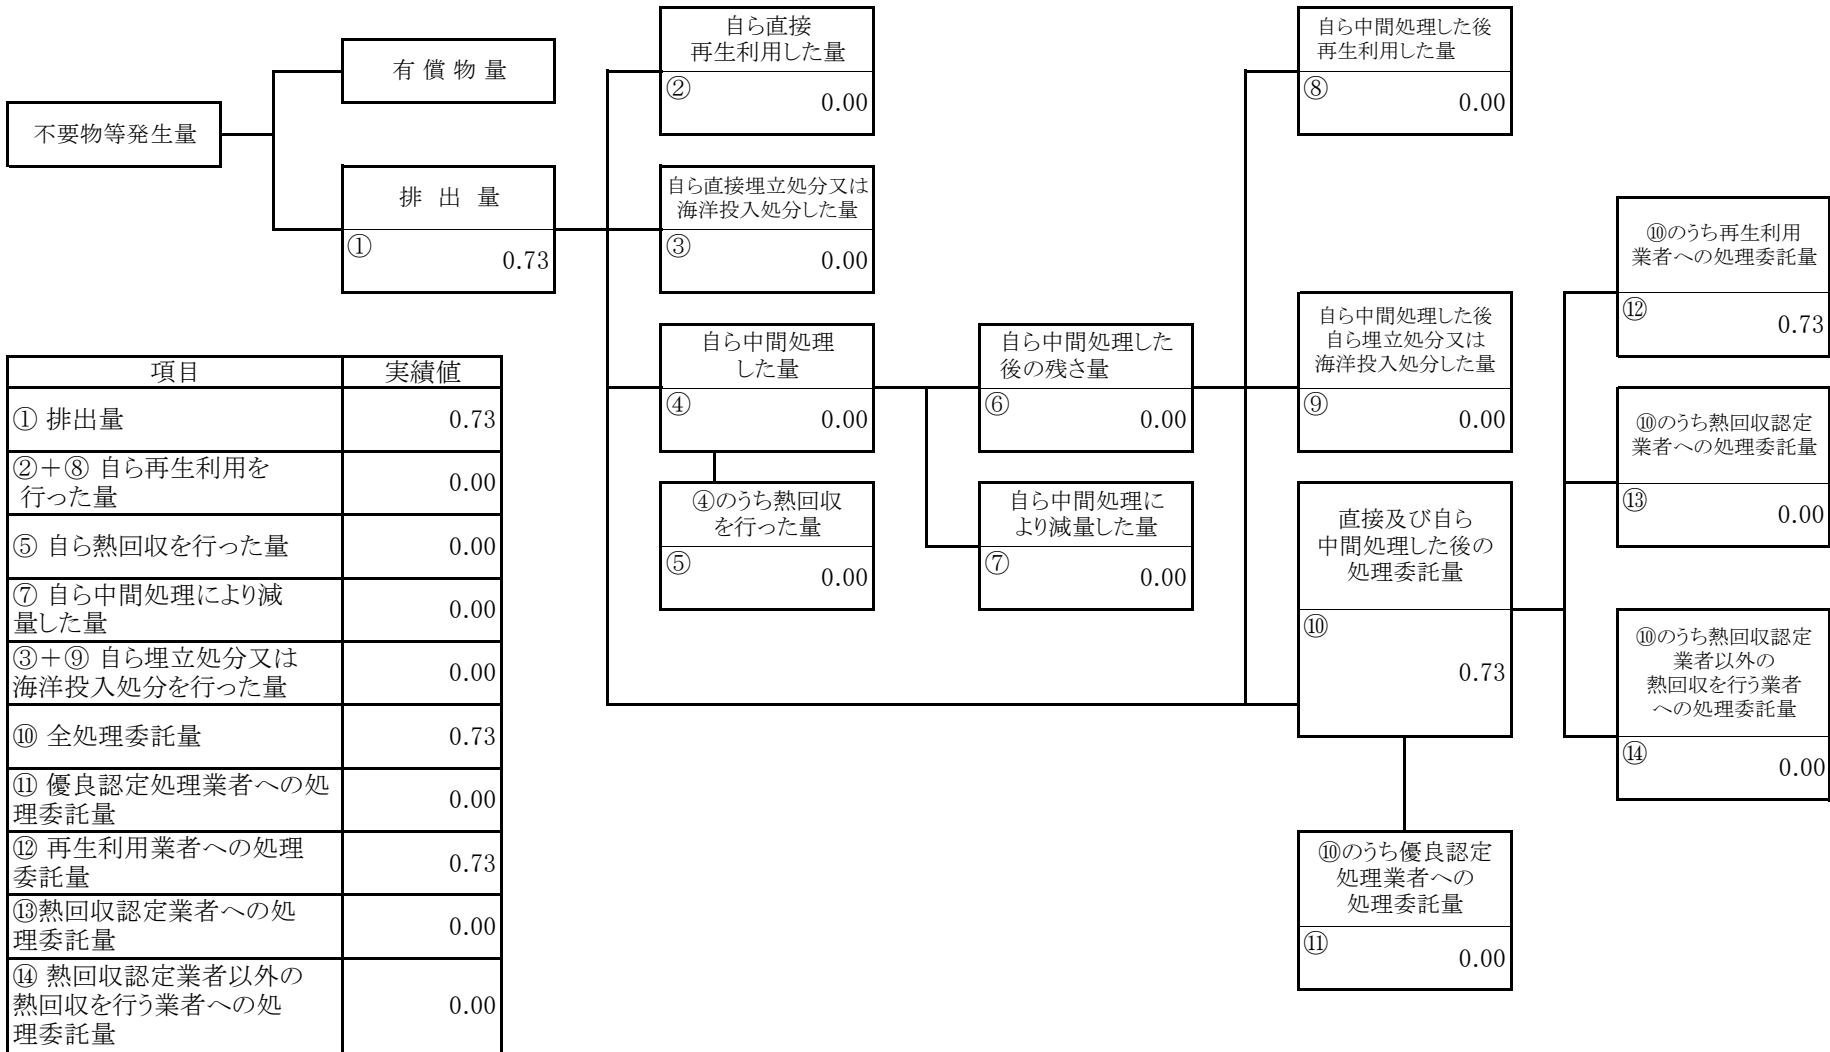 不要物等発生量
有 償 物 量
排 出 量
①
0.73
自ら直接
再生利用した量
②
0.00
自ら直接埋立処分又は
海洋投入処分した量
③
0.00
自ら中間処理
した量
④
0.00
④のうち熱回収
を行った量
⑤
0.00
自ら中間処理した
後の残さ量
⑥
0.00
自ら中間処理に
より減量した量
⑦
0.00
自ら中間処理した後
再生利用した量
⑧
0.00
自ら中間処理した後
自ら埋立処分又は
海洋投入処分した量
⑨
0.00
直接及び自ら
中間処理した後の
処理委託量
⑩
0.73
⑩のうち優良認定
処理業者への
処理委託量
⑪
0.00
⑩のうち再生利用
業者への処理委託量
⑫
0.73
⑩のうち熱回収認定
業者への処理委託量
⑬
0.00
⑩のうち熱回収認定
業者以外の
熱回収を行う業者
への処理委託量
⑭
0.00
項目 実績値
① 排出量 0.73
②＋⑧ 自ら再生利用を
行った量 0.00
⑤ 自ら熱回収を行った量 0.00
⑦ 自ら中間処理により減
量した量 0.00
③＋⑨ 自ら埋立処分又は
海洋投入処分を行った量 0.00
⑩ 全処理委託量 0.73
⑪ 優良認定処理業者への処
理委託量 0.00
⑫ 再生利用業者への処理
委託量 0.73
⑬熱回収認定業者への処
理委託量 0.00
⑭ 熱回収認定業者以外の
熱回収を行う業者への処
理委託量 0.00